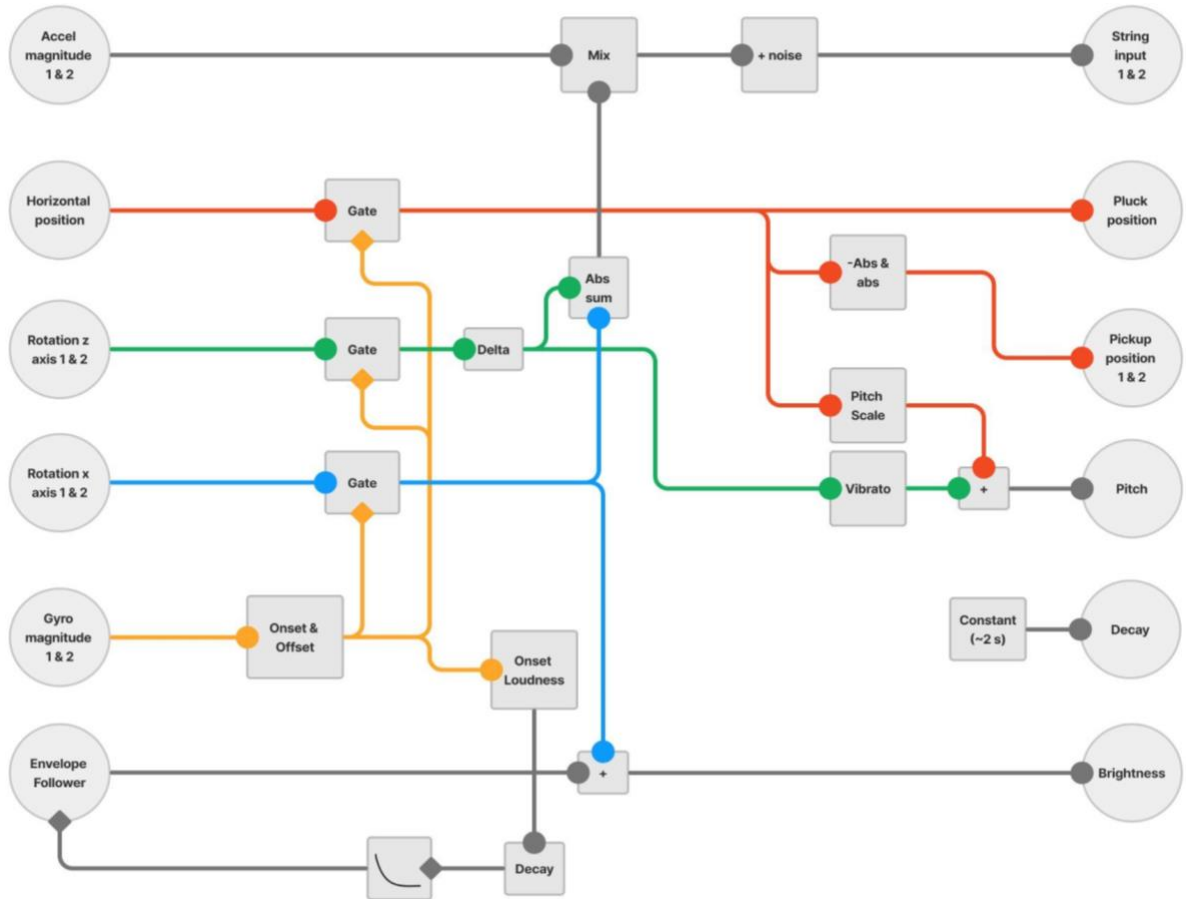 Accel
magnitude
1 & 2
Mix
+ noise
String
input
1 & 2
Horizontal
position
Gate
Pluck
position
-Abs &
abs
Abs
sum
Rotation z
axis 1 & 2
Gate
Delta
Pickup
position
1 & 2
Pitch
Scale
Rotation x
axis 1 & 2
Gate
Vibrato
+
Pitch
Gyro
magnitude
1 & 2
Onset &
Offset
Onset
Loudness
Constant
(~2 s)
Decay
Envelope
Follower
+
Brightness
Decay